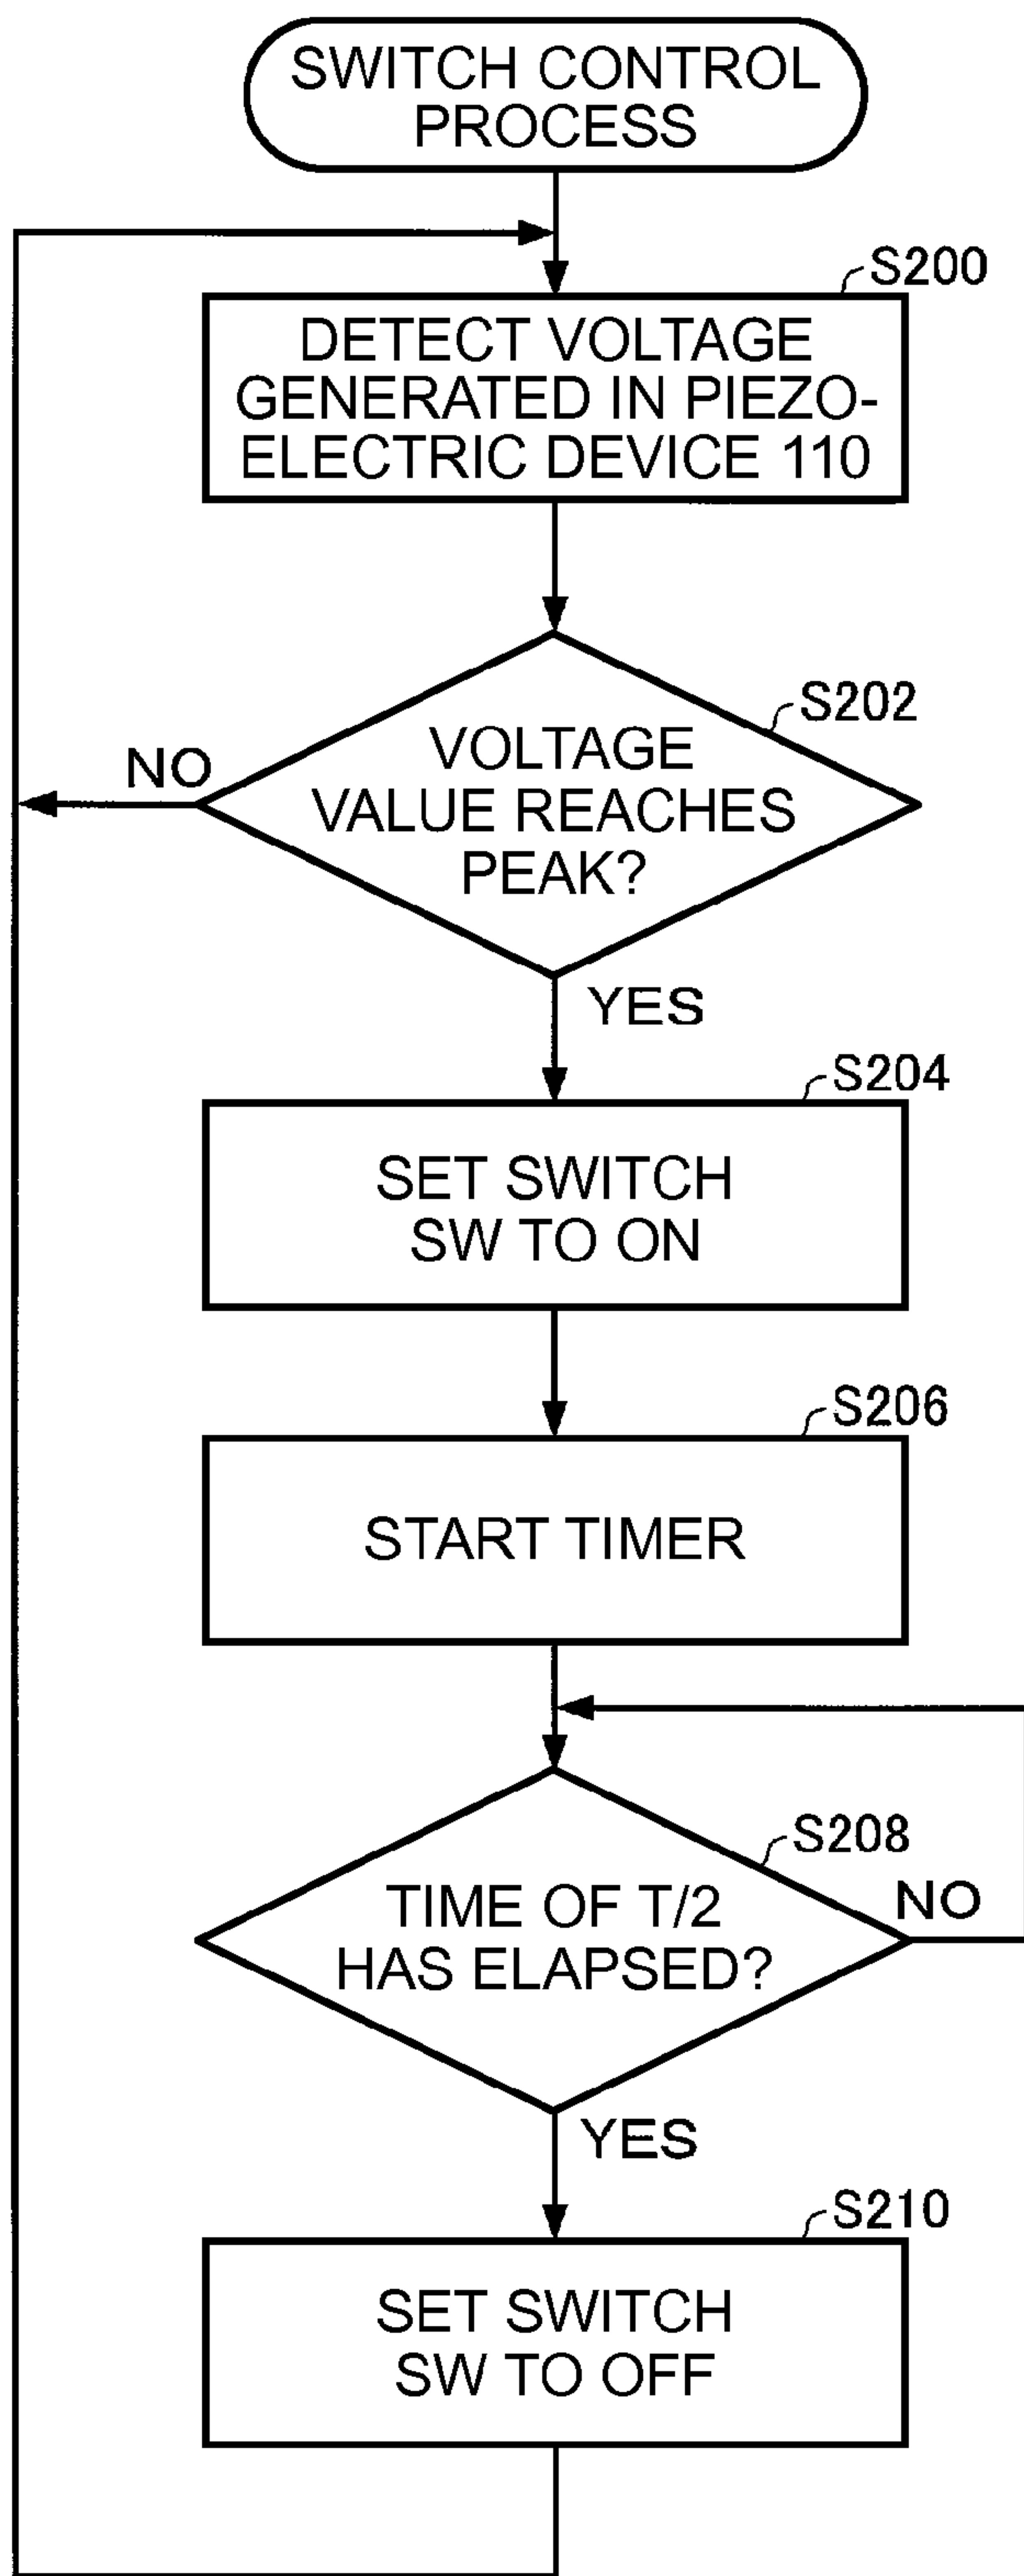 SWITCH CONTROL
PROCESS
S200
DETECT VOLTAGE
GENERATED IN PIEZO-
ELECTRIC DEVICE 110
S202
NO
VOLTAGE
VALUE REACHES
PEAK?
YES
S204
SET SWITCH
SW TO ON
S206
START TIMER
S208
NO
TIME OF T/2
HAS ELAPSED?
YES
S210
SET SWITCH
SW TO OFF